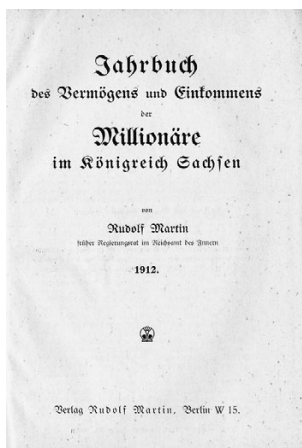 Jahrbuch
des Vermögens und Einkommens
der
Millionäre
im Königreich Sachsen
von
Rudolf Martin
früher Regierungsrat im Reichsamt des Innern
1912.
Verlag Rudolf Martin, Berlin W 15.